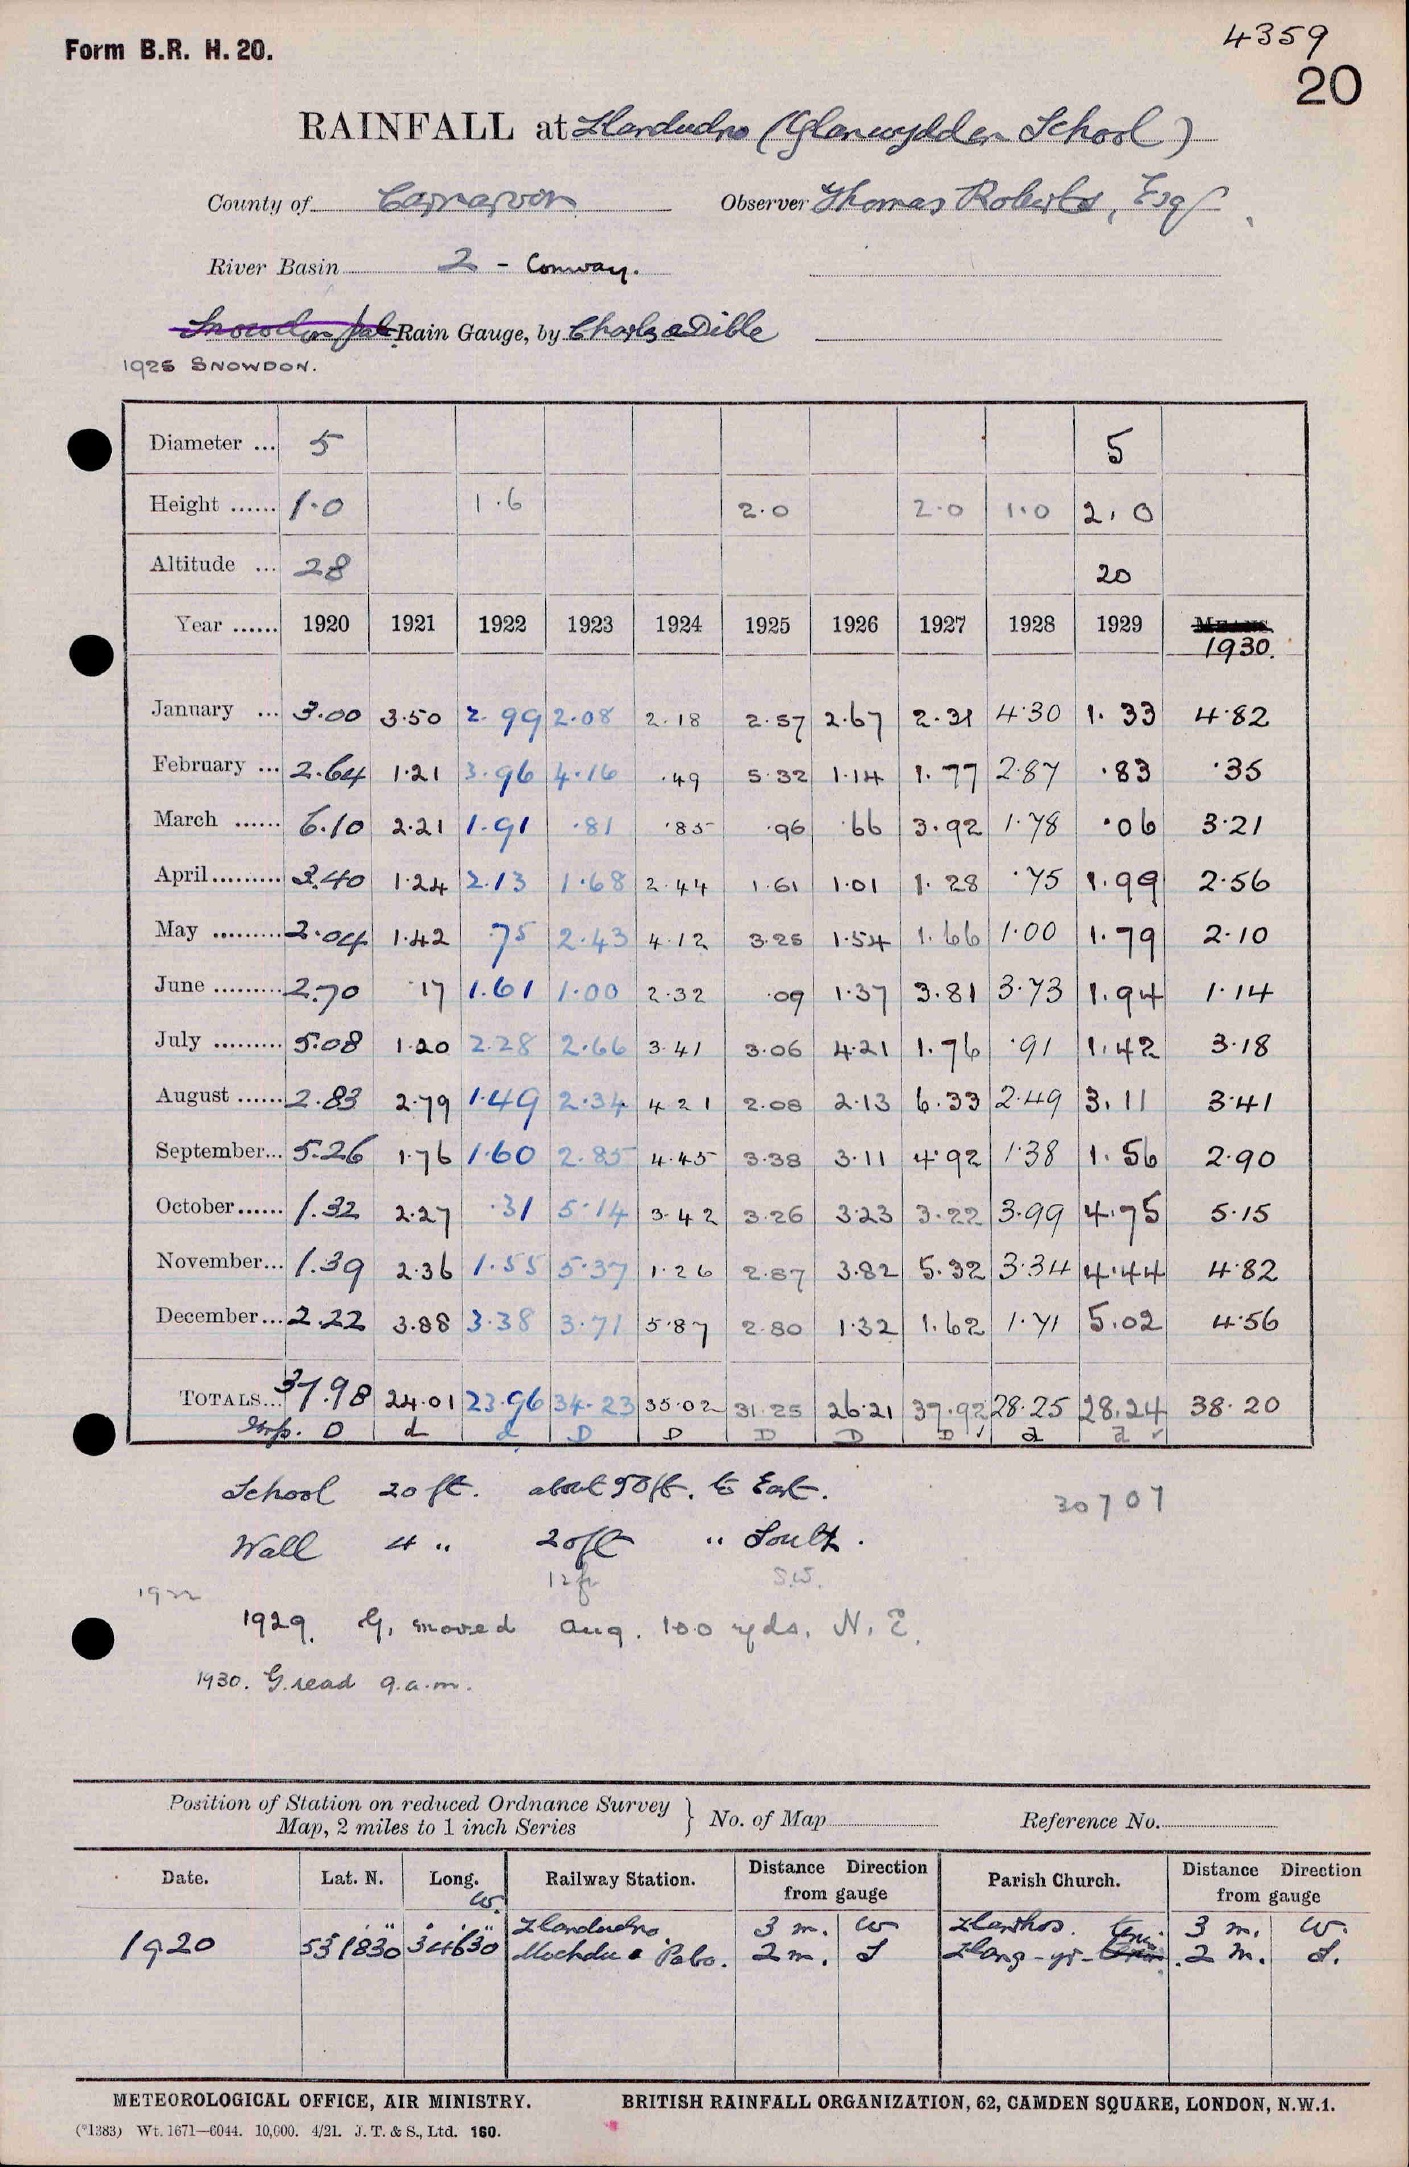 4359
Form B.R. H. 20.
20
RAINFALL at Llandudno (Glanwydden School)
County of Carnarvon Observer Thomas Roberts, Esq
River Basin 2 - Conway.
Snowdon pat. Rain Gauge, by Charles Dible
1925 SNOWDON.
Diameter ... 5 5
Height ...... 1.0 1.6 2.0 2.0 1.0 2.0
Altitude ... 28 20
Year ...... 1920 1921 1922 1923 1924 1925 1926 1927 1928 1929 MEANS
1930.
January ... 3.00 3.50 2.99 2.08 2.18 2.57 2.67 2.31 4.30 1.33 4.82
February ... 2.64 1.21 3.96 4.16 .49 5.32 1.14 1.77 2.87 .83 .35
March ...... 6.10 2.21 1.91 .81 .85 .96 .66 3.92 1.78 .06 3.21
April ......... 3.40 1.24 2.13 1.68 2.44 1.61 1.01 1.28 .75 1.99 2.56
May ......... 2.04 1.42 .75 2.43 4.12 3.25 1.54 1.66 1.00 1.79 2.10
June ......... 2.70 .17 1.61 1.00 2.32 .09 1.37 3.81 3.73 1.94 1.14
July ......... 5.08 1.20 2.28 2.66 3.41 3.06 4.21 1.76 .91 1.42 3.18
August ...... 2.83 2.79 1.49 2.34 4.21 2.08 2.13 6.33 2.49 3.11 3.41
September... 5.26 1.76 1.60 2.85 4.45 3.38 3.11 4.92 1.38 1.56 2.90
October ...... 1.32 2.27 .31 5.14 3.42 3.26 3.23 3.22 3.99 4.75 5.15
November... 1.39 2.36 1.55 5.37 1.26 2.87 3.82 5.32 3.34 4.44 4.82
December ... 2.22 3.88 3.38 3.71 5.87 2.80 1.32 1.62 1.71 5.02 4.56
TOTALS... 37.98 24.01 23.96 34.23 35.02 31.25 26.21 37.92 28.25 28.24 38.20
D d d D D D D D d d
School 20 ft. about 50 ft. to East.
30707
Wall 4 " 20 ft " South.
1922 12 ft S.W.
1929. G. moved Aug. 100 yds. N.E.
1930. G. read 9.a.m.
Position of Station on reduced Ordnance Survey
Map, 2 miles to 1 inch Series } No. of Map Reference No.
Date. Lat. N. Long. W. Railway Station. Distance Direction from gauge Parish Church. Distance Direction from gauge
Llandudno 3 m. W Llanrhos. 3 m. W.
1920 53 18 30 3 46 30 Mochdre & Pabo. 2 m. S 2 m. S.
METEOROLOGICAL OFFICE, AIR MINISTRY. BRITISH RAINFALL ORGANIZATION, 62, CAMDEN SQUARE, LONDON, N.W.1.
(*1383) Wt. 1671—6044. 10,000. 4/21. J. T. & S., Ltd. 160.